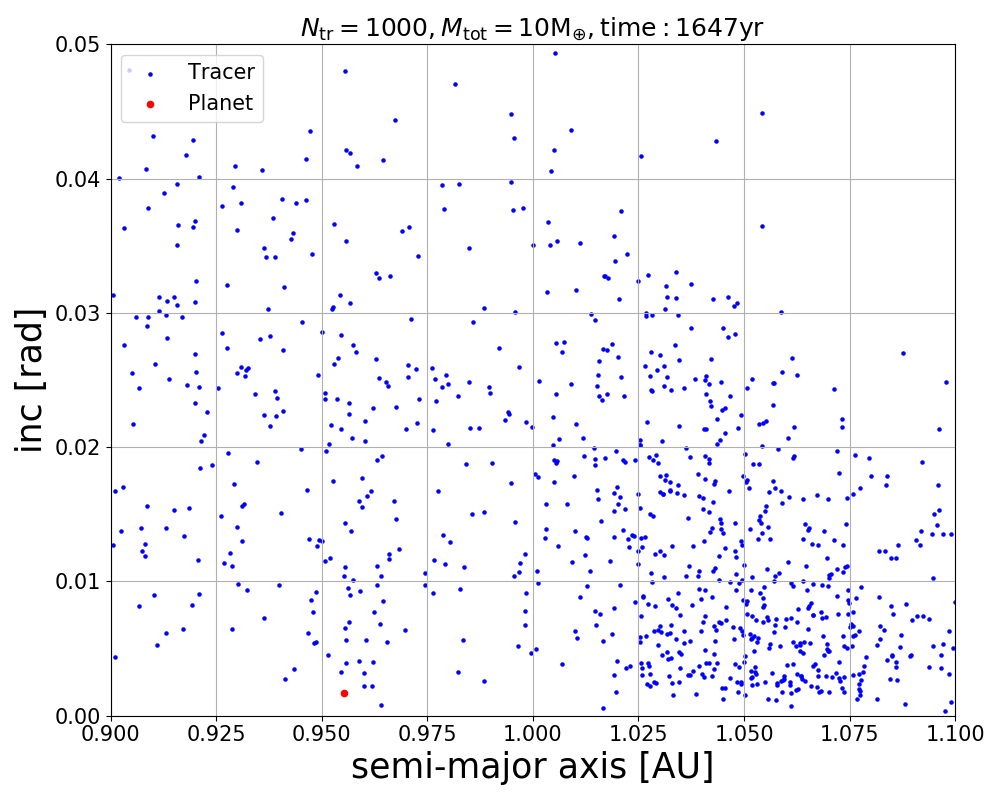 N_tr = 1000, M_tot = 10M_⊕, time : 1647yr
0.05
Tracer
Planet
0.04
0.03
0.02
0.01
0.00
inc [rad]
0.900 0.925 0.950 0.975 1.000 1.025 1.050 1.075 1.100
semi-major axis [AU]